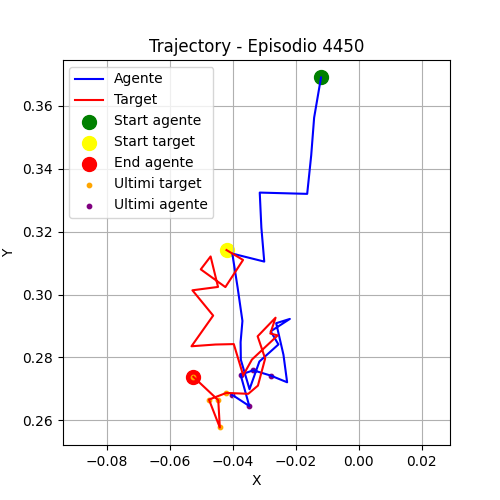 Trajectory - Episodio 4450
Agente
Target
Start agente
Start target
End agente
Ultimi target
Ultimi agente
Y
0.36
0.34
0.32
0.30
0.28
0.26
−0.08
−0.06
−0.04
−0.02
0.00
0.02
X